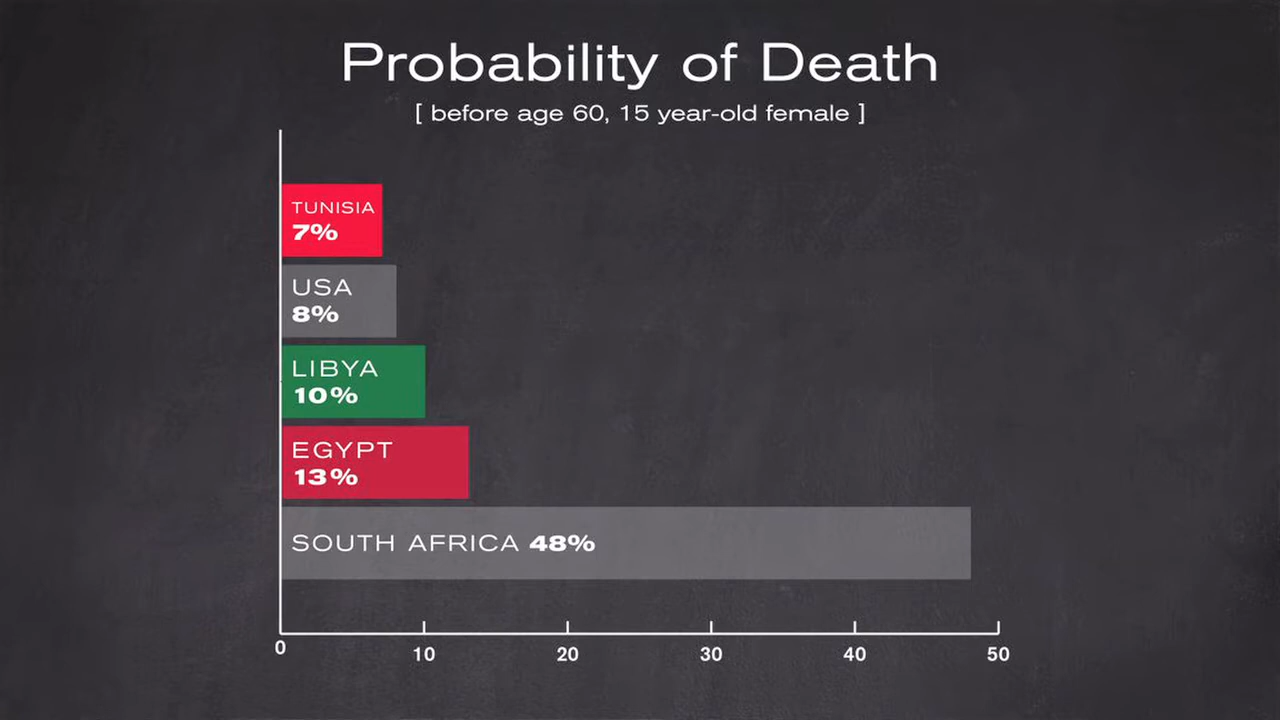 Probability of Death
[ before age 60, 15 year-old female ]
TUNISIA
7%
USA
8%
LIBYA
10%
EGYPT
13%
SOUTH AFRICA 48%
0 10 20 30 40 50